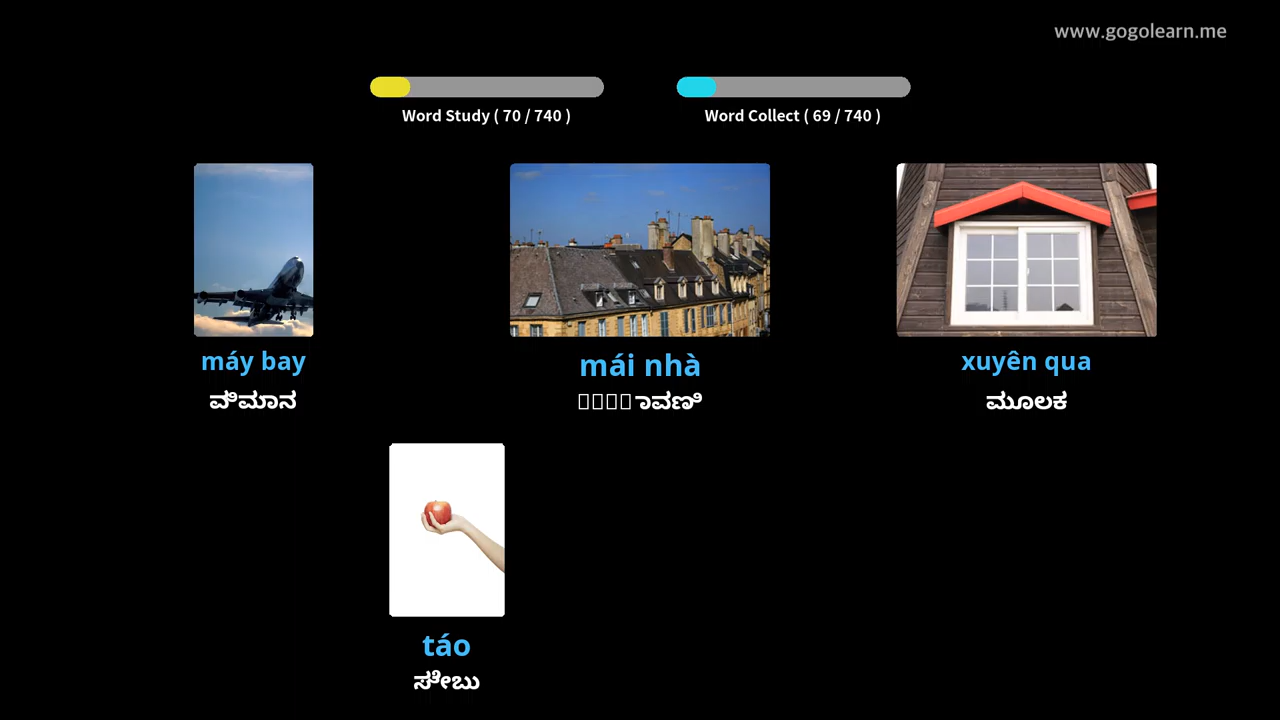 www.gogolearn.me
Word Study ( 70 / 740 )
Word Collect ( 69 / 740 )
máy bay
ವಿಮಾನ
mái nhà
xuyên qua
ಮೂಲಕ
táo
ಸೇಬು